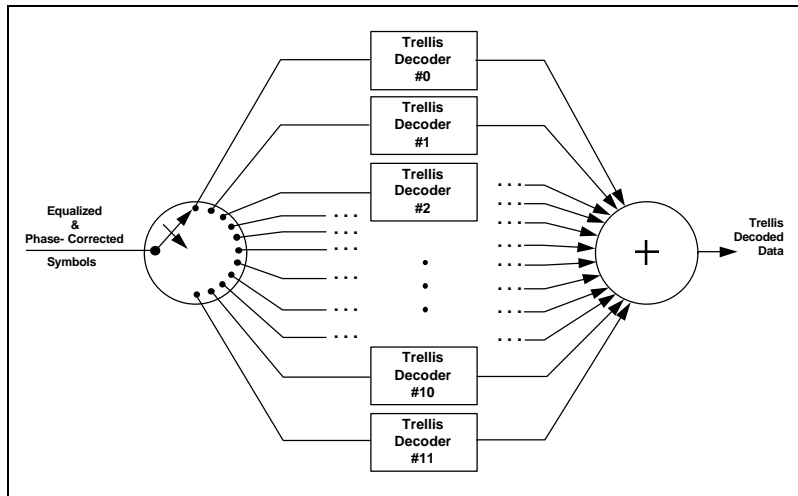 Trellis
Decoder
#0
Trellis
Decoder
#1
Trellis
Decoder
#2
Equalized
&
Phase- Corrected
Symbols
+
Trellis
Decoded
Data
Trellis
Decoder
#10
Trellis
Decoder
#11